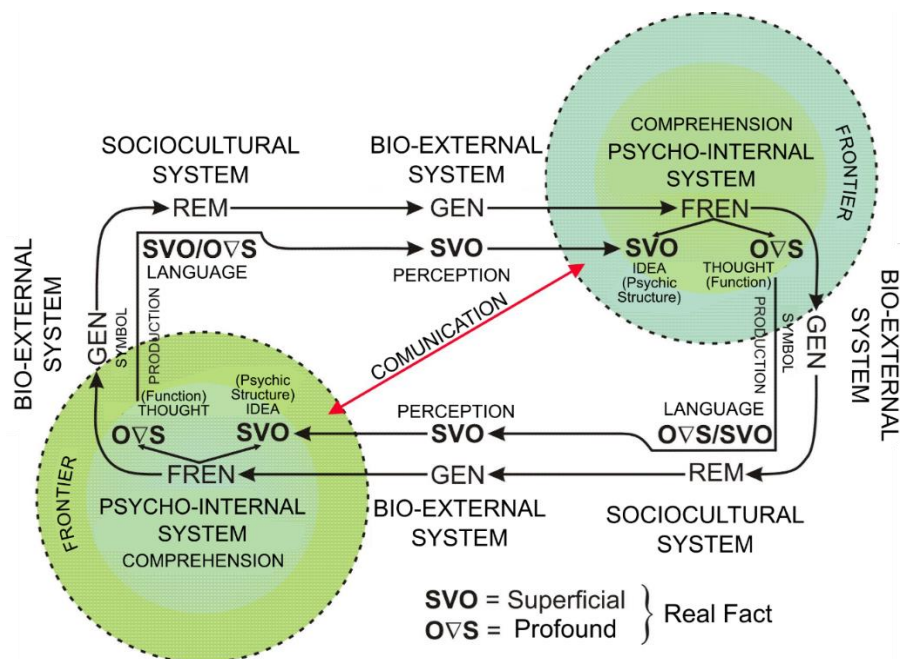 COMPREHENSION
PSYCHO-INTERNAL
SYSTEM
FREN
SVO
O∇S
IDEA
(Psychic
Structure)
THOUGHT
(Function)
FRONTIER
SOCIOCULTURAL
SYSTEM
REM
BIO-EXTERNAL
SYSTEM
GEN
SVO/O∇S
LANGUAGE
SVO
PERCEPTION
BIO-EXTERNAL
SYSTEM
GEN
SYMBOL
PRODUCTION
COMUNICATION
PRODUCTION
SYMBOL
GEN
BIO-EXTERNAL
SYSTEM
(Function)
THOUGHT
(Psychic
Structure)
IDEA
O∇S
SVO
FREN
PSYCHO-INTERNAL
SYSTEM
COMPREHENSION
FRONTIER
PERCEPTION
SVO
GEN
BIO-EXTERNAL
SYSTEM
LANGUAGE
O∇S/SVO
REM
SOCIOCULTURAL
SYSTEM
SVO = Superficial
O∇S = Profound
Real Fact